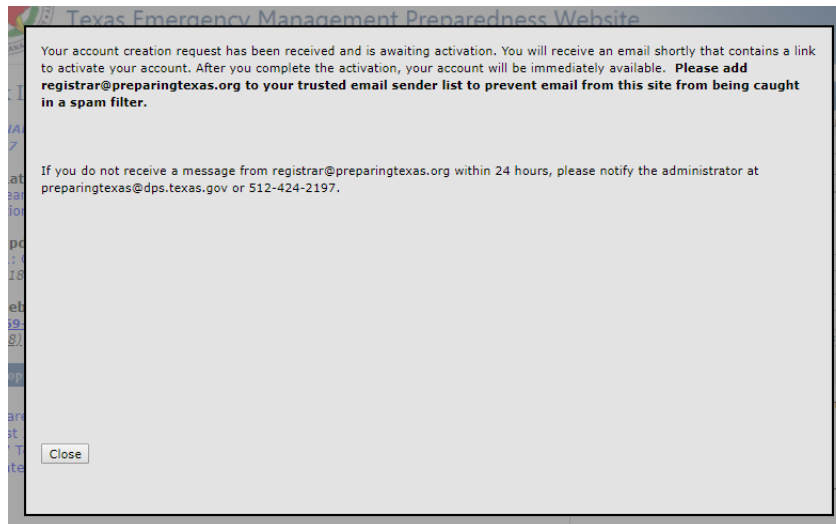 Texas Emergency Management Preparedness Website
Your account creation request has been received and is awaiting activation. You will receive an email shortly that contains a link
to activate your account. After you complete the activation, your account will be immediately available. Please add
registrar@preparingtexas.org to your trusted email sender list to prevent email from this site from being caught
in a spam filter.
If you do not receive a message from registrar@preparingtexas.org within 24 hours, please notify the administrator at
preparingtexas@dps.texas.gov or 512-424-2197.
Close